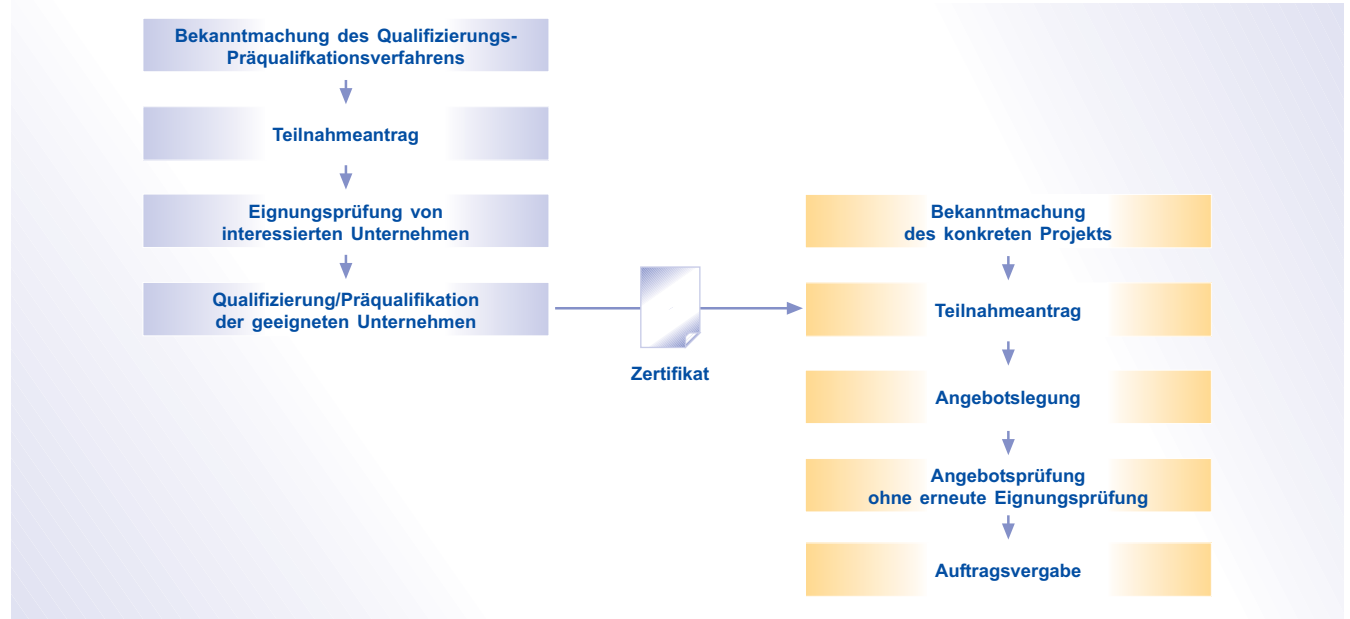 Bekanntmachung des Qualifizierungs-
Präqualifkationsverfahrens
Teilnahmeantrag
Eignungsprüfung von
interessierten Unternehmen
Qualifizierung/Präqualifikation
der geeigneten Unternehmen
Zertifikat
Bekanntmachung
des konkreten Projekts
Teilnahmeantrag
Angebotslegung
Angebotsprüfung
ohne erneute Eignungsprüfung
Auftragsvergabe